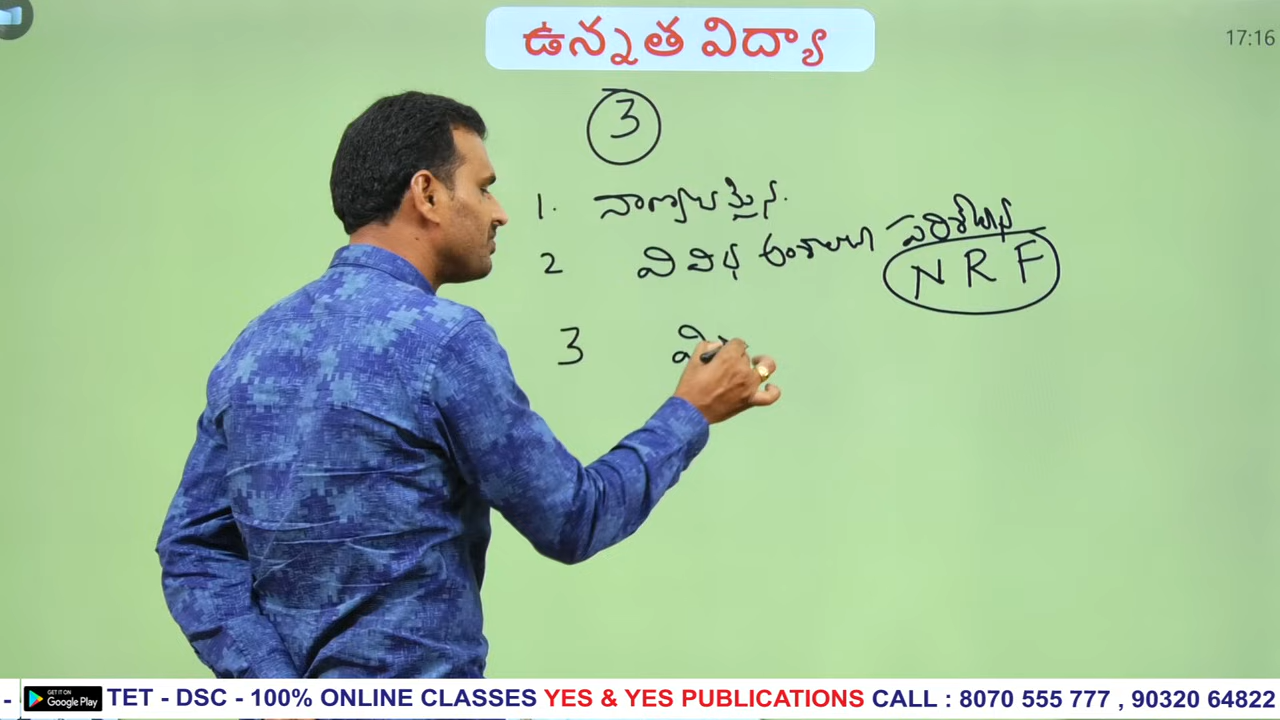 ఉన్నత విద్యా
17:16
3
1. నాణ్యమైన.
2 వివిధ అంశాలలో పరిశోధన
NRF
3 వి
- GET IT ON Google Play TET - DSC - 100% ONLINE CLASSES YES & YES PUBLICATIONS CALL : 8070 555 777 , 90320 64822